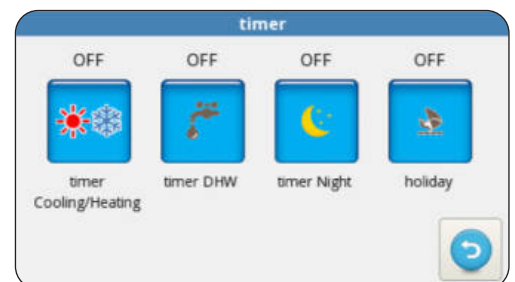 timer
OFF OFF OFF OFF
timer Cooling/Heating
timer DHW
timer Night
holiday